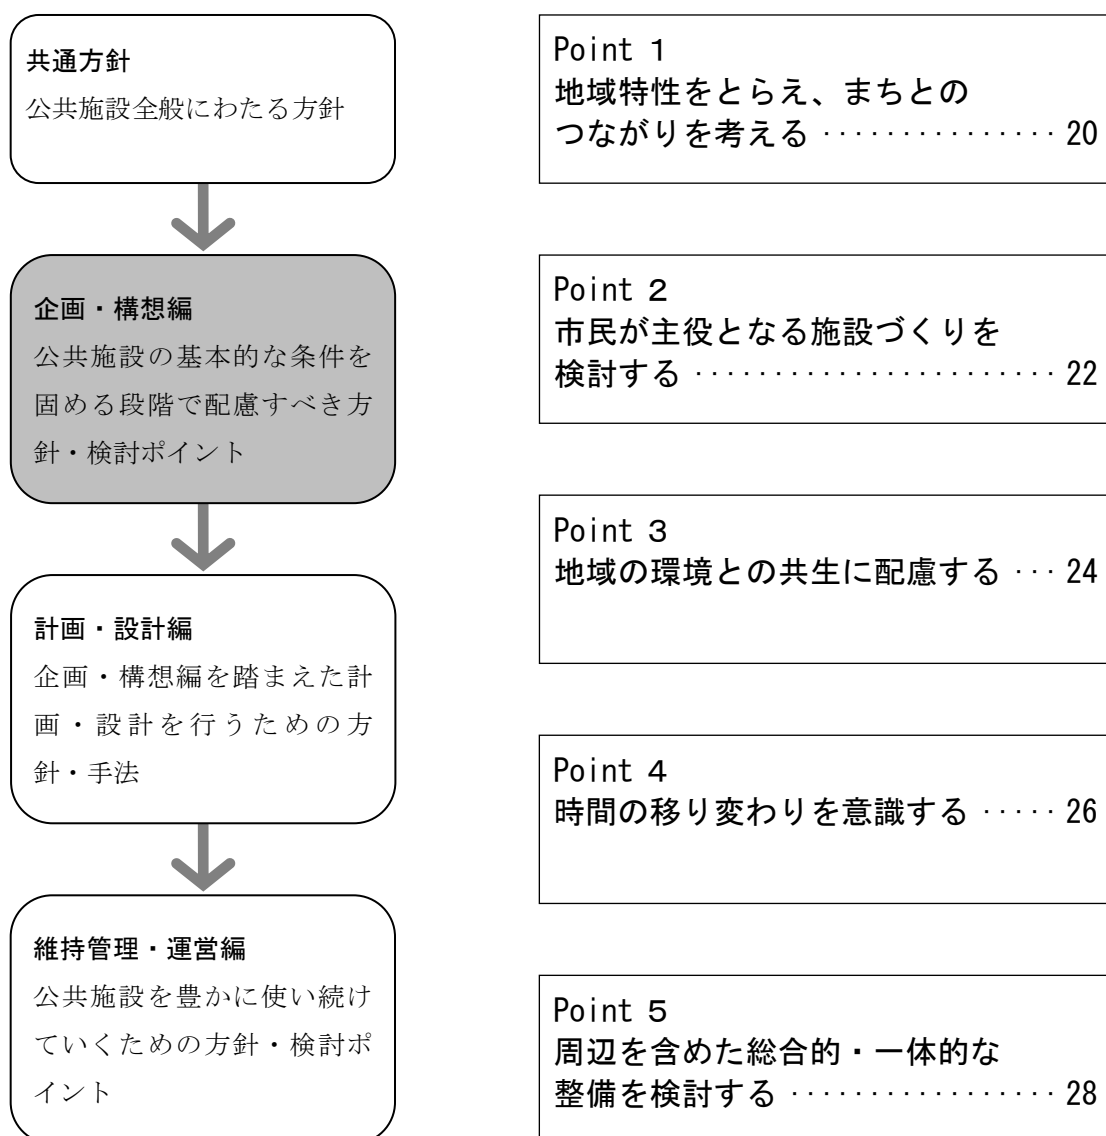 共通方針
公共施設全般にわたる方針
企画・構想編
公共施設の基本的な条件を
固める段階で配慮すべき方
針・検討ポイント
計画・設計編
企画・構想編を踏まえた計
画・設計を行うための方
針・手法
維持管理・運営編
公共施設を豊かに使い続け
ていくための方針・検討ポ
イント
Point 1
地域特性をとらえ、まちとの
つながりを考える ･･･････････････ 20
Point 2
市民が主役となる施設づくりを
検討する ･･･････････････････････ 22
Point 3
地域の環境との共生に配慮する ･･･ 24
Point 4
時間の移り変わりを意識する ･････ 26
Point 5
周辺を含めた総合的・一体的な
整備を検討する ･････････････････ 28